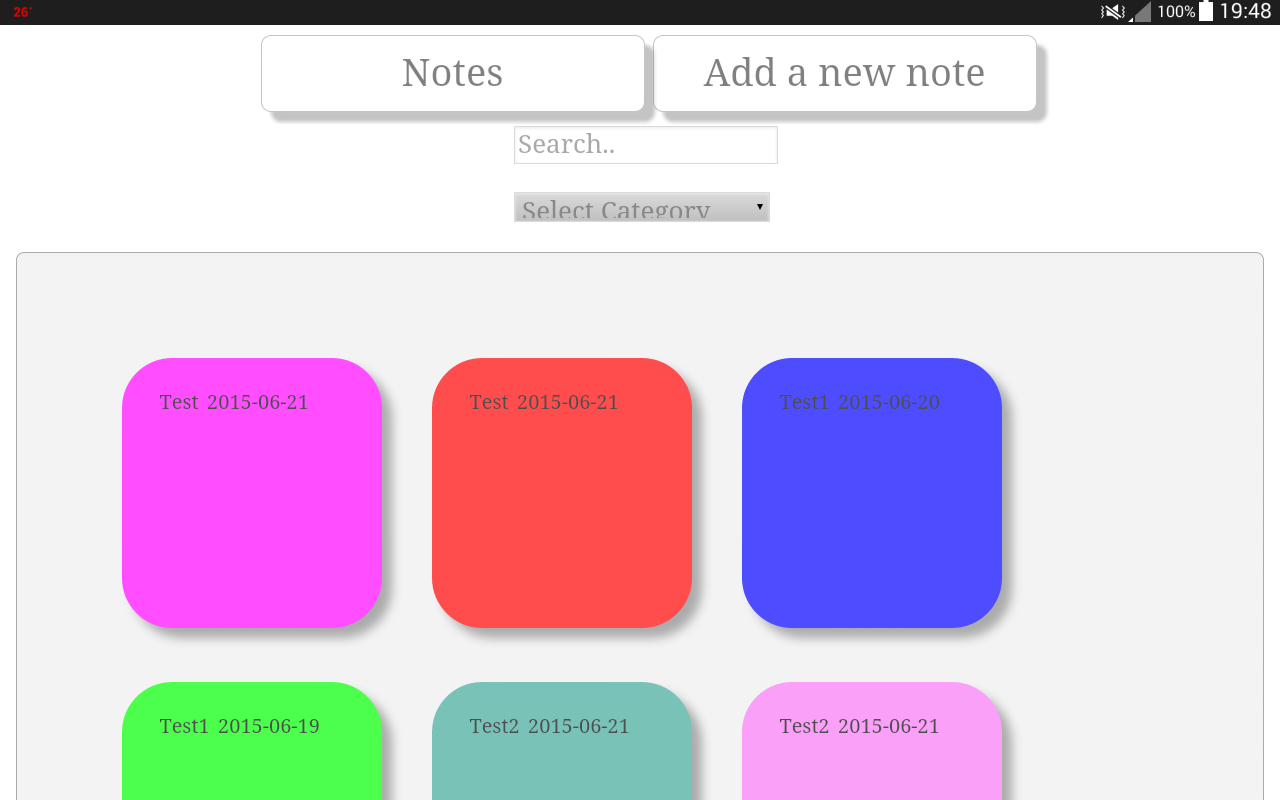 26° 100% 19:48
Notes Add a new note
Search..
Select Category
Test 2015-06-21 Test 2015-06-21 Test1 2015-06-20
Test1 2015-06-19 Test2 2015-06-21 Test2 2015-06-21